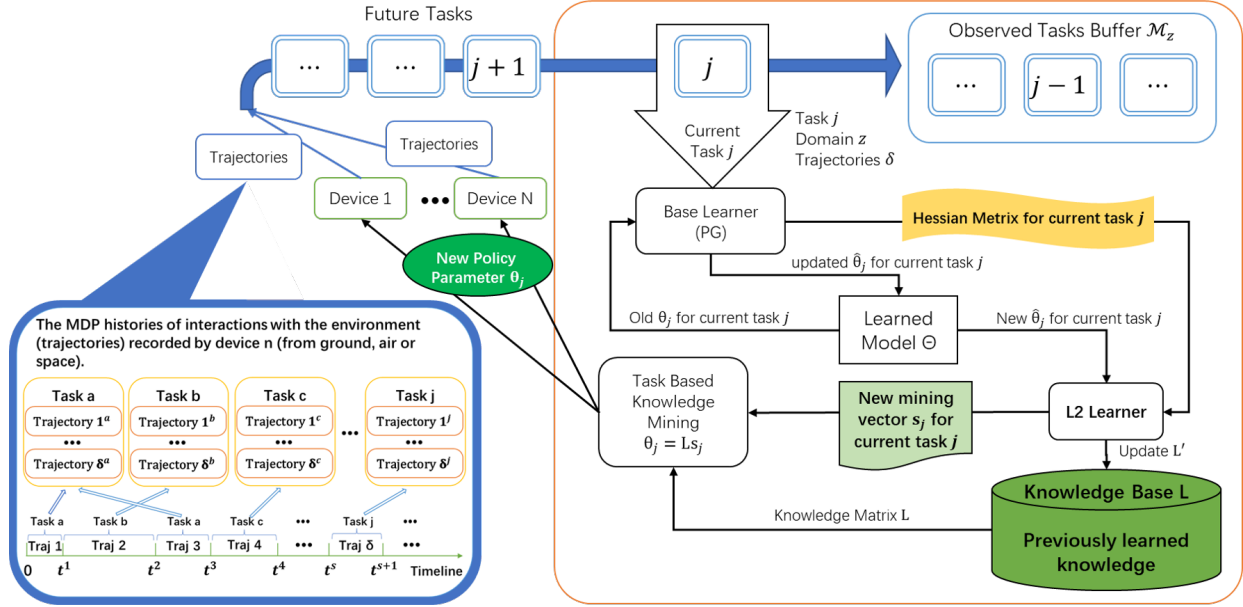 Future Tasks
...
...
j + 1
j
Observed Tasks Buffer ℳz
...
j − 1
...
Trajectories
Trajectories
Current
Task j
Task j
Domain z
Trajectories δ
Device 1
•••
Device N
Base Learner
(PG)
Hessian Metrix for current task j
New Policy
Parameter θj
updated θ̂j for current task j
Old θj for current task j
Learned
Model Θ
New θ̂j for current task j
The MDP histories of interactions with the environment
(trajectories) recorded by device n (from ground, air or
space).
Task a
Task b
Task c
Task j
Trajectory 1ᵃ
Trajectory 1ᵇ
Trajectory 1ᶜ
Trajectory 1ʲ
•••
•••
•••
•••
•••
Trajectory δᵃ
Trajectory δᵇ
Trajectory δᶜ
Trajectory δʲ
Task a
Task b
Task a
Task c
•••
Task j
•••
Traj 1
Traj 2
Traj 3
Traj 4
•••
Traj δ
•••
0
t¹
t²
t³
t⁴
tˢ
tˢ⁺¹
Timeline
Task Based
Knowledge
Mining
θj = Lsj
New mining
vector sj for
current task j
L2 Learner
Update L′
Knowledge Matrix L
Knowledge Base L
Previously learned
knowledge